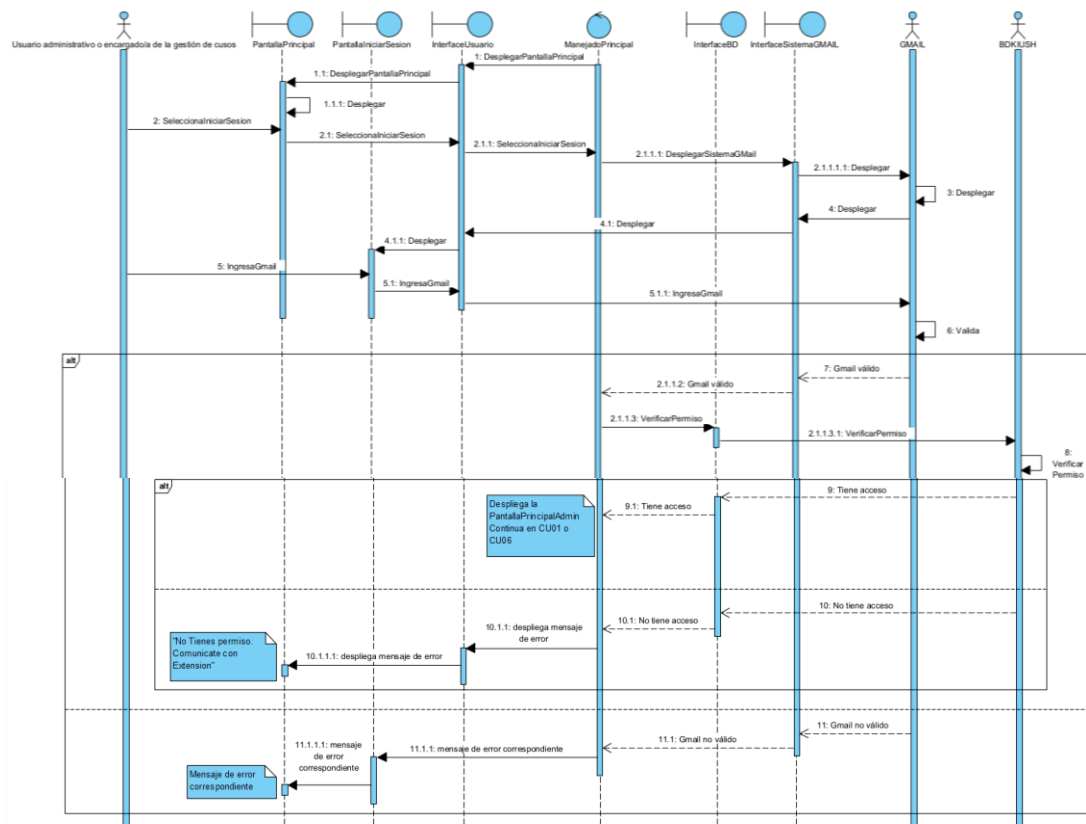 Usuario administrativo o encargado/a de la gestión de cusos
PantallaPrincipal
PantallaIniciarSesion
InterfaceUsuario
ManejadoPrincipal
InterfaceBD
InterfaceSistemaGMAIL
GMAIL
BDKIUSH
1: DesplegarPantallaPrincipal
1.1: DesplegarPantallaPrincipal
1.1.1: Desplegar
2: SeleccionaIniciarSesion
2.1: SeleccionaIniciarSesion
2.1.1: SeleccionaIniciarSesion
2.1.1.1: DesplegarSistemaGMail
2.1.1.1.1: Desplegar
3: Desplegar
4: Desplegar
4.1: Desplegar
4.1.1: Desplegar
5: IngresaGmail
5.1: IngresaGmail
5.1.1: IngresaGmail
6: Valida
alt
7: Gmail válido
2.1.1.2: Gmail válido
2.1.1.3: VerificarPermiso
2.1.1.3.1: VerificarPermiso
8:
Verificar
Permiso
alt
9: Tiene acceso
9.1: Tiene acceso
Despliega la
PantallaPrincipalAdmin
Continua en CU01 o
CU06
10: No tiene acceso
10.1: No tiene acceso
10.1.1: despliega mensaje
de error
10.1.1.1: despliega mensaje de error
"No Tienes permiso.
Comunicate con
Extension"
11: Gmail no válido
11.1: Gmail no válido
11.1.1: mensaje de error correspondiente
11.1.1.1: mensaje
de error
correspondiente
Mensaje de error
correspondiente